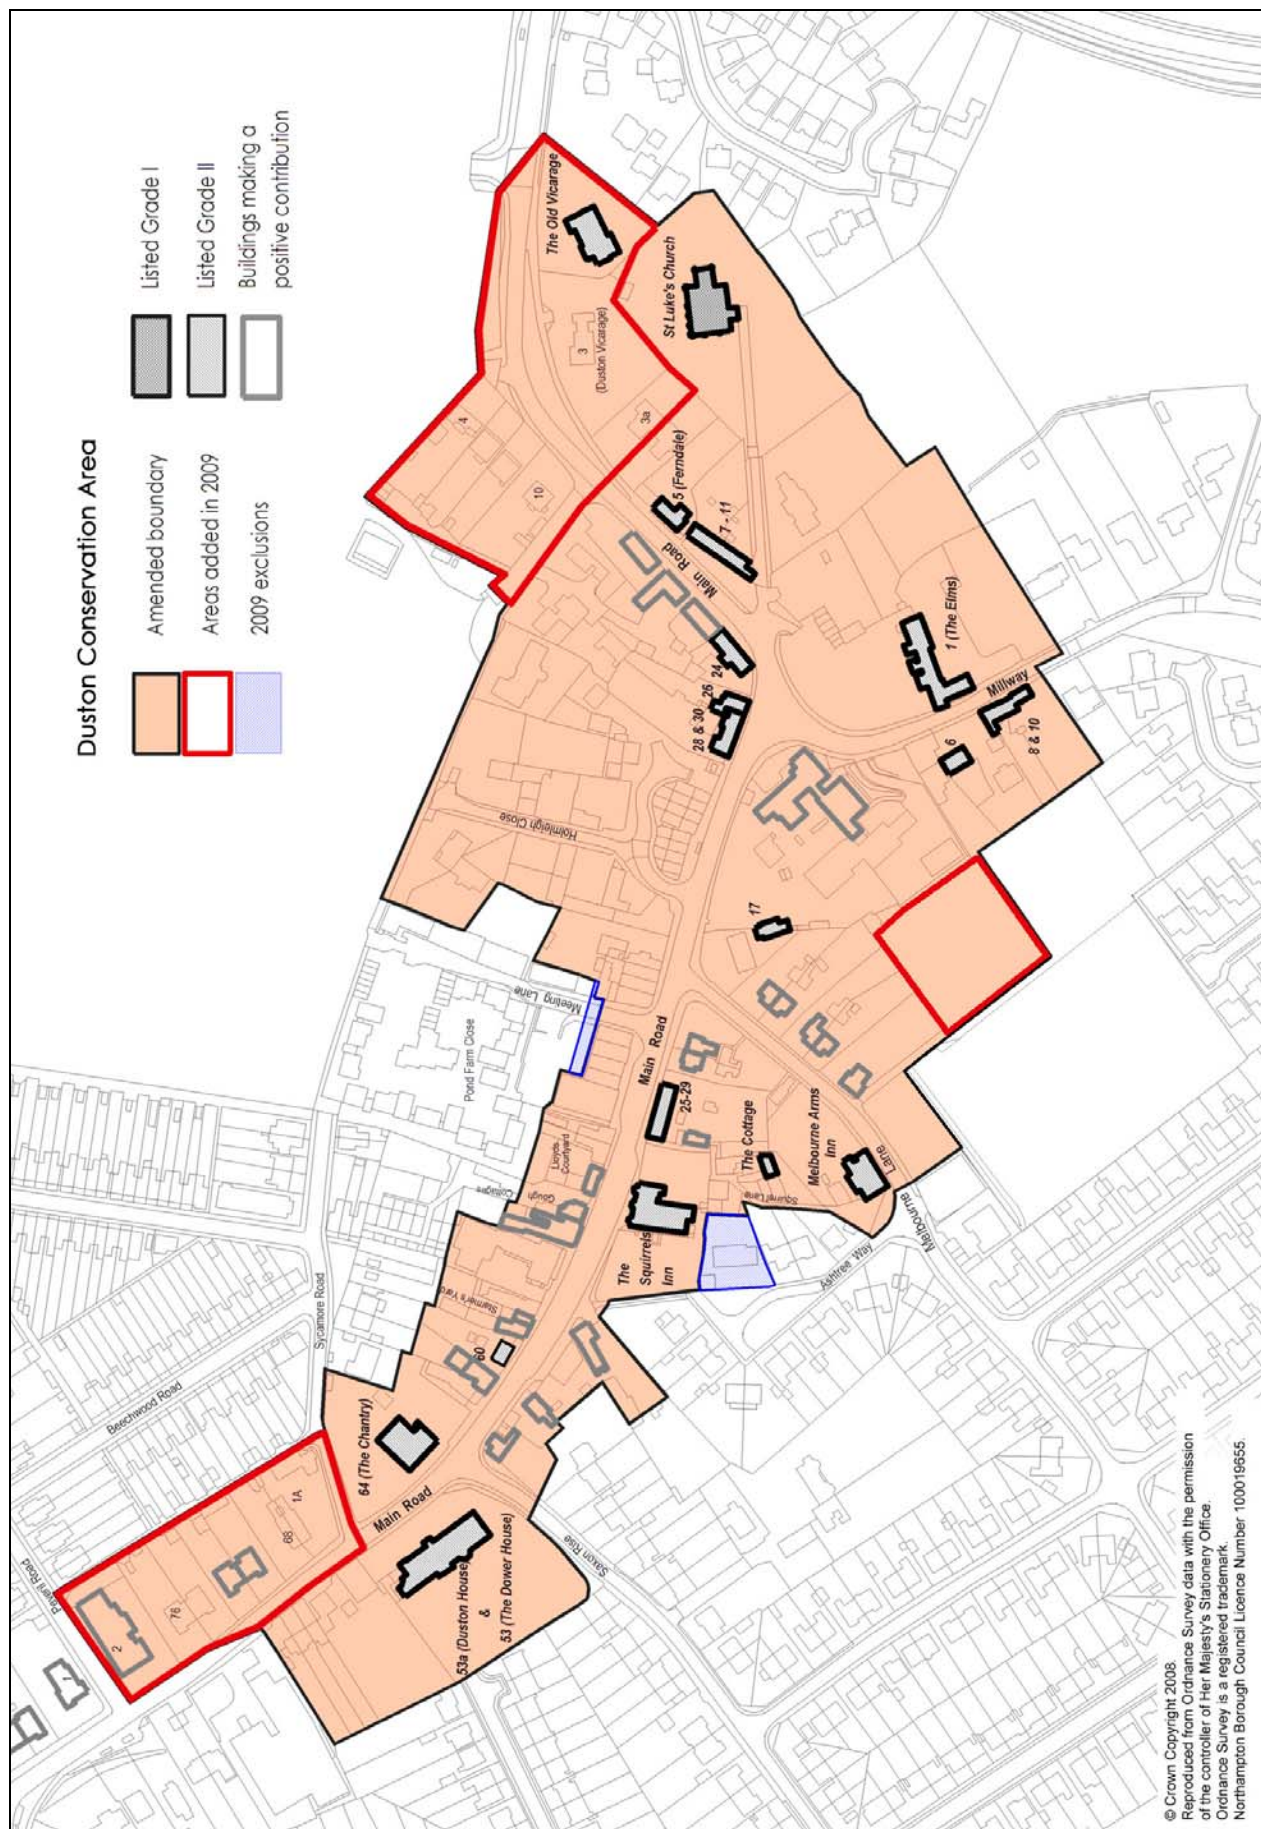 Duston Conservation Area
Amended boundary
Areas added in 2009
2009 exclusions
Listed Grade I
Listed Grade II
Buildings making a
positive contribution
The Old Vicarage
St Luke's Church
3
(Duston Vicarage)
3a
4
10
5 (Ferndale)
7 - 11
Main Road
24
26
28 & 30
1 (The Elms)
Millway
6
8 & 10
Holmleigh Close
17
Meeting Lane
Pond Farm Close
Main Road
25-29
The Cottage
Melbourne Arms
Inn
Lane
Melbourne
Squirrel Lane
Ashtree Way
The
Squirrels
Inn
Lloyds
Courtyard
Gough
Cottages
Starmer's Yard
60
Sycamore Road
Beechwood Road
64 (The Chantry)
Main Road
53a (Duston House)
&
53 (The Dower House)
Saxon Rise
1A
68
76
2
Peveril Road
© Crown Copyright 2008.
Reproduced from Ordnance Survey data with the permission
of the controller of Her Majesty's Stationery Office.
Ordnance Survey is a registered trademark.
Northampton Borough Council Licence Number 100019655.